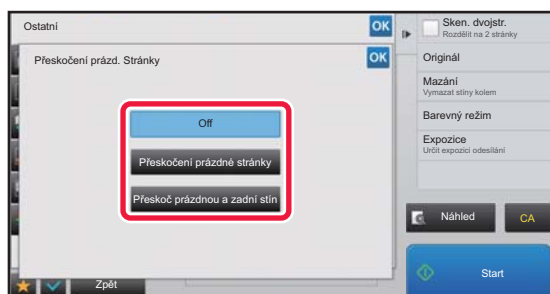 Ostatní
OK
Přeskočení prázd. Stránky
OK
Off
Přeskočení prázdné stránky
Přeskoč prázdnou a zadní stín
Zpět
Sken. dvojstr.
Rozdělit na 2 stránky
Originál
Mazání
Vymazat stíny kolem
Barevný režim
Expozice
Určit expozici odesílání
Náhled
CA
Start